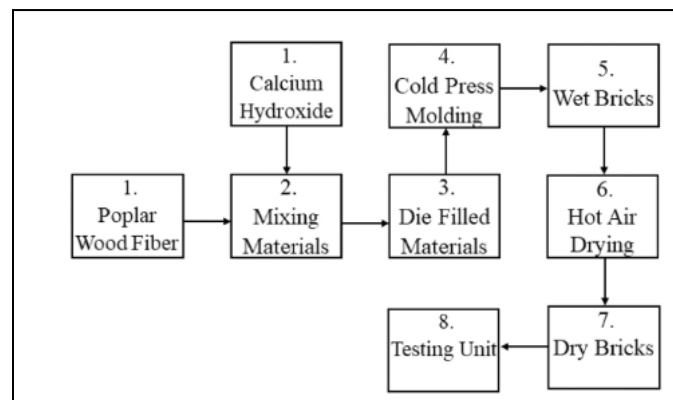 1.
Calcium
Hydroxide
4.
Cold Press
Molding
5.
Wet Bricks
1.
Poplar
Wood Fiber
2.
Mixing
Materials
3.
Die Filled
Materials
6.
Hot Air
Drying
8.
Testing Unit
7.
Dry Bricks